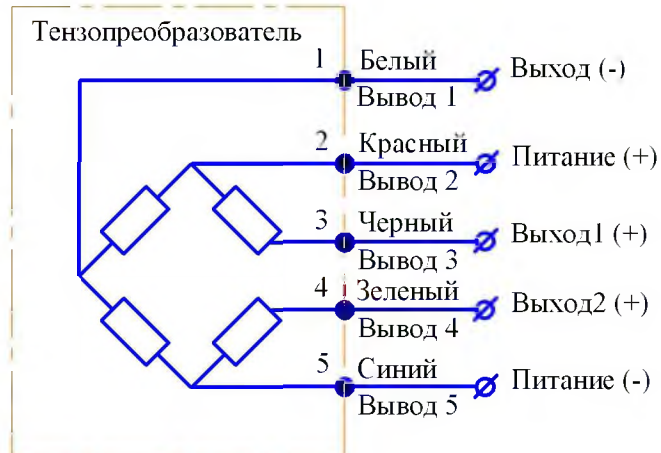 Тензопреобразователь
1 Белый Выход (-)
Вывод 1
2 Красный Питание (+)
Вывод 2
3 Черный Выход1 (+)
Вывод 3
4 Зеленый Выход2 (+)
Вывод 4
5 Синий Питание (-)
Вывод 5